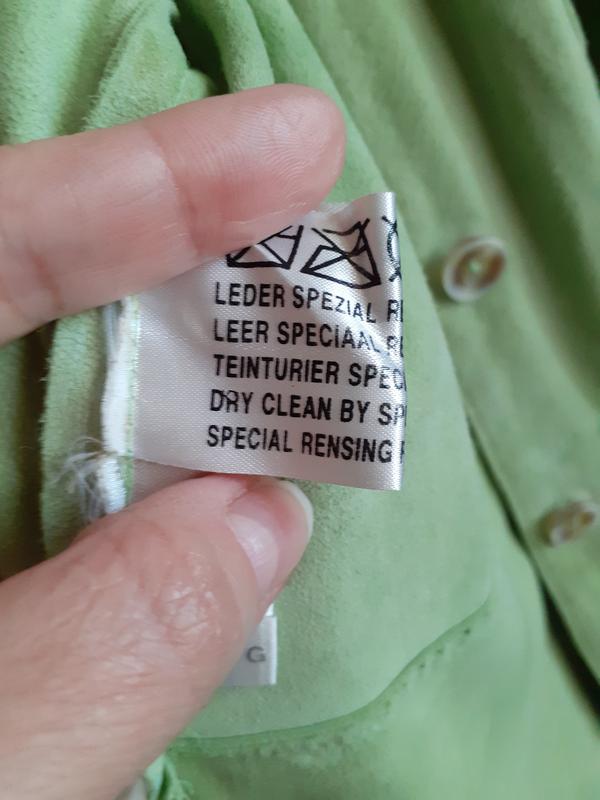 LEDER SPEZIAL
LEER SPECIAAL
TEINTURIER
DRY CLEAN BY
SPECIAL RENSING
G